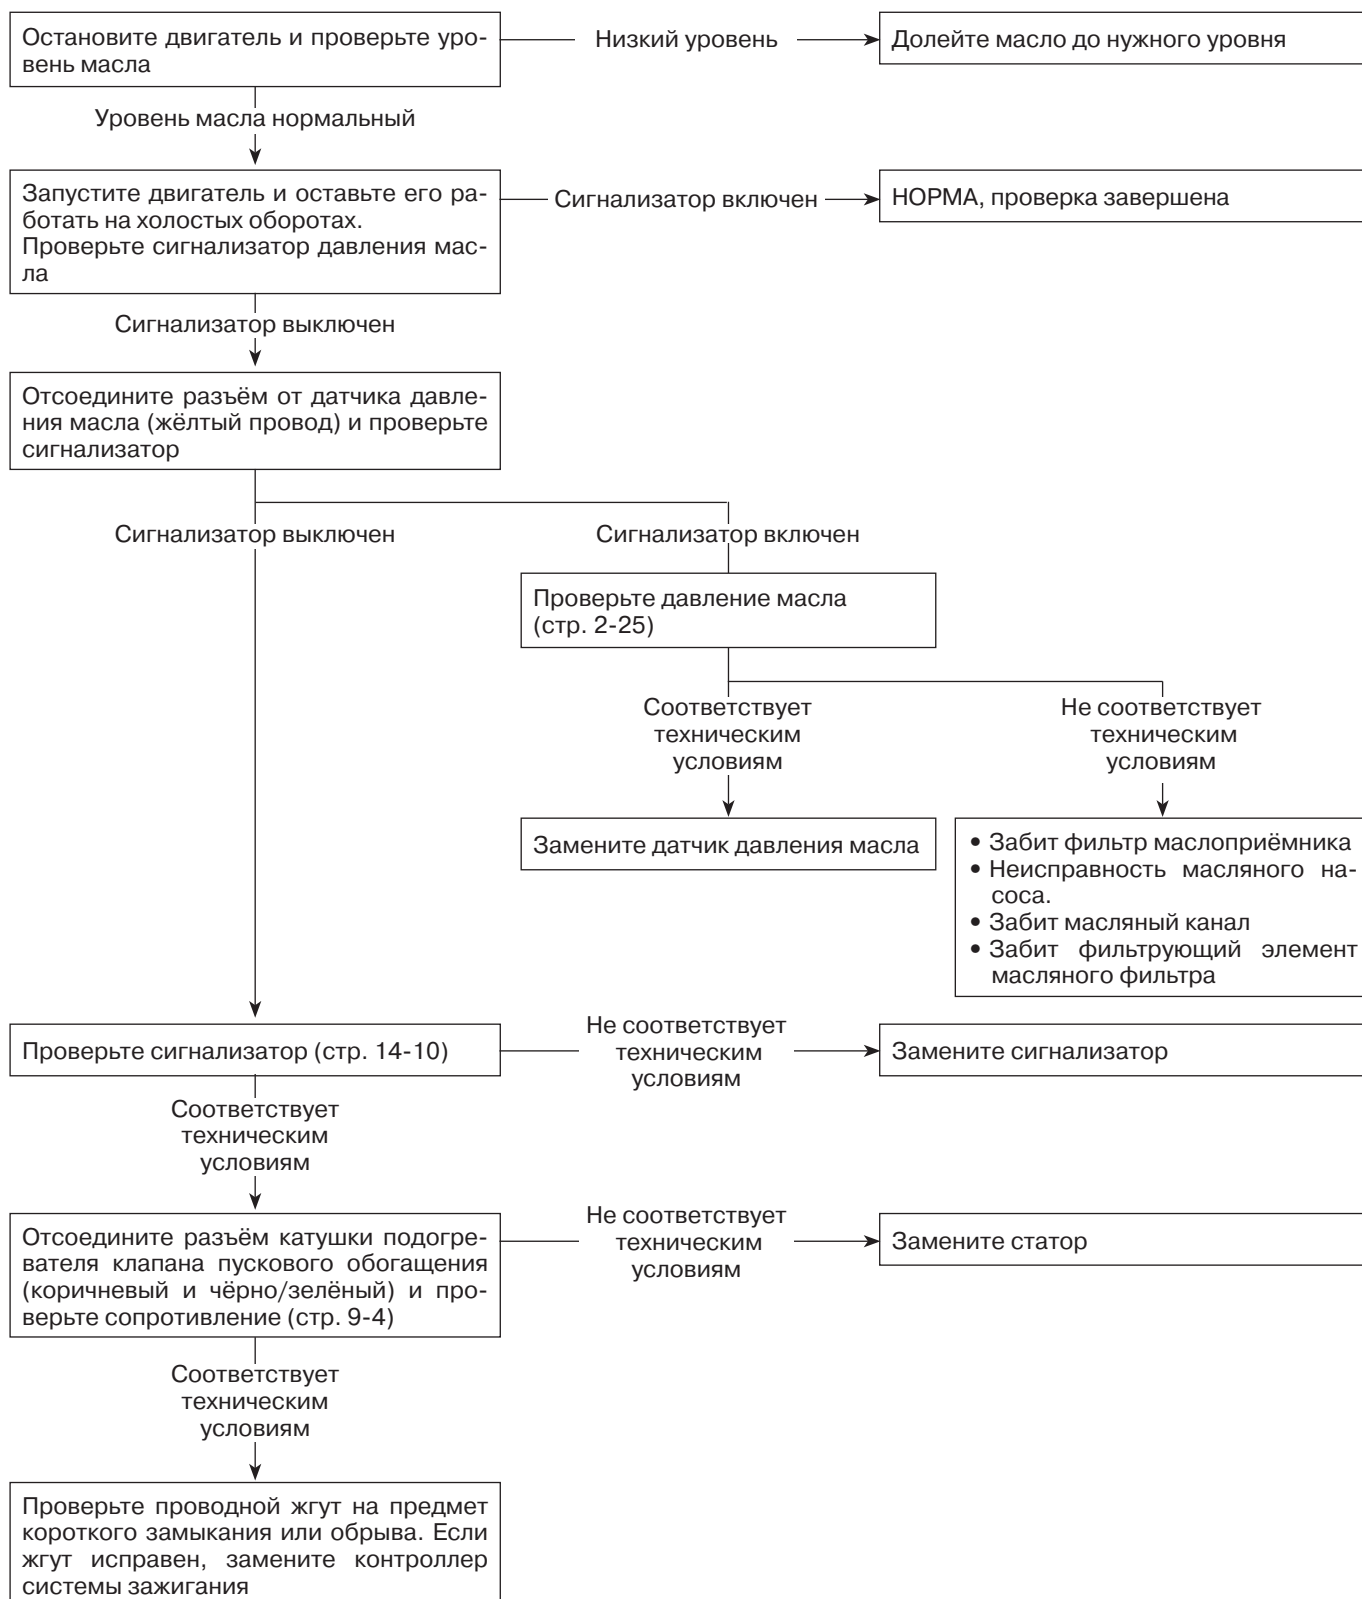 Остановите двигатель и проверьте уро-
вень масла
Низкий уровень
Долейте масло до нужного уровня
Уровень масла нормальный
Запустите двигатель и оставьте его ра-
ботать на холостых оборотах.
Проверьте сигнализатор давления мас-
ла
Сигнализатор включен
НОРМА, проверка завершена
Сигнализатор выключен
Отсоедините разъём от датчика давле-
ния масла (жёлтый провод) и проверьте
сигнализатор
Сигнализатор выключен
Сигнализатор включен
Проверьте давление масла
(стр. 2-25)
Соответствует
техническим
условиям
Не соответствует
техническим
условиям
Замените датчик давления масла
• Забит фильтр маслоприёмника
• Неисправность масляного на-
соса.
• Забит масляный канал
• Забит фильтрующий элемент
масляного фильтра
Проверьте сигнализатор (стр. 14-10)
Не соответствует
техническим
условиям
Замените сигнализатор
Соответствует
техническим
условиям
Отсоедините разъём катушки подогре-
вателя клапана пускового обогащения
(коричневый и чёрно/зелёный) и про-
верьте сопротивление (стр. 9-4)
Не соответствует
техническим
условиям
Замените статор
Соответствует
техническим
условиям
Проверьте проводной жгут на предмет
короткого замыкания или обрыва. Если
жгут исправен, замените контроллер
системы зажигания